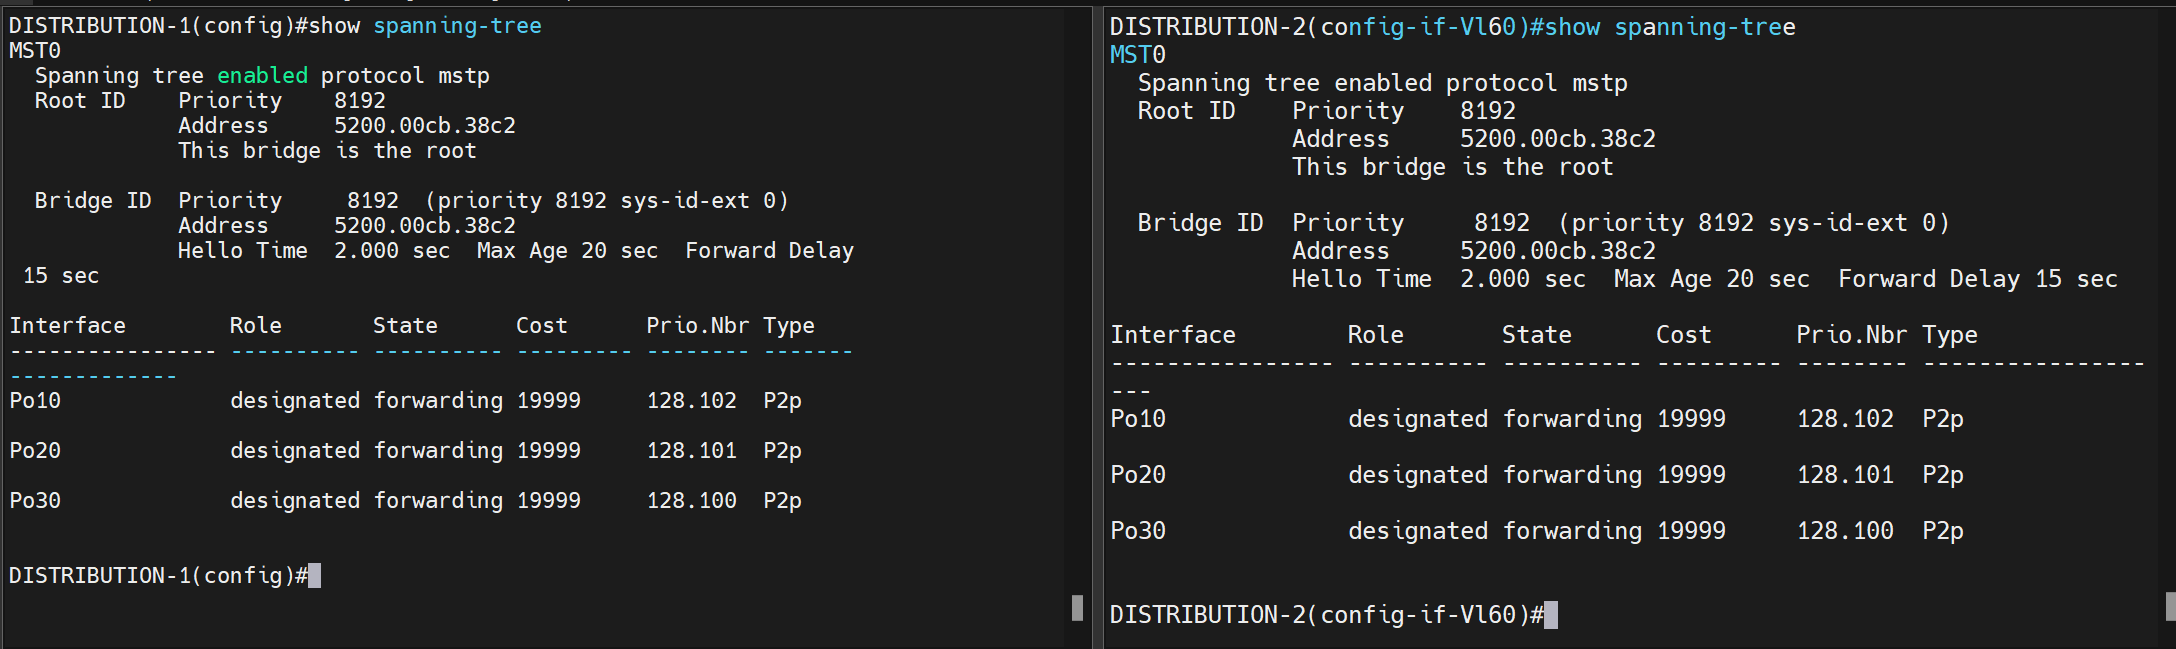 DISTRIBUTION-1(config)#show spanning-tree
MST0
  Spanning tree enabled protocol mstp
  Root ID    Priority    8192
             Address     5200.00cb.38c2
             This bridge is the root
  Bridge ID  Priority     8192  (priority 8192 sys-id-ext 0)
             Address     5200.00cb.38c2
             Hello Time  2.000 sec  Max Age 20 sec  Forward Delay
 15 sec
Interface        Role       State      Cost      Prio.Nbr Type
---------------- ---------- ---------- --------- -------- -------
-------------
Po10             designated forwarding 19999     128.102  P2p
Po20             designated forwarding 19999     128.101  P2p
Po30             designated forwarding 19999     128.100  P2p
DISTRIBUTION-1(config)#
DISTRIBUTION-2(config-if-Vl60)#show spanning-tree
MST0
  Spanning tree enabled protocol mstp
  Root ID    Priority    8192
             Address     5200.00cb.38c2
             This bridge is the root
  Bridge ID  Priority     8192  (priority 8192 sys-id-ext 0)
             Address     5200.00cb.38c2
             Hello Time  2.000 sec  Max Age 20 sec  Forward Delay 15 sec
Interface        Role       State      Cost      Prio.Nbr Type
---------------- ---------- ---------- --------- -------- ----------------
---
Po10             designated forwarding 19999     128.102  P2p
Po20             designated forwarding 19999     128.101  P2p
Po30             designated forwarding 19999     128.100  P2p
DISTRIBUTION-2(config-if-Vl60)#